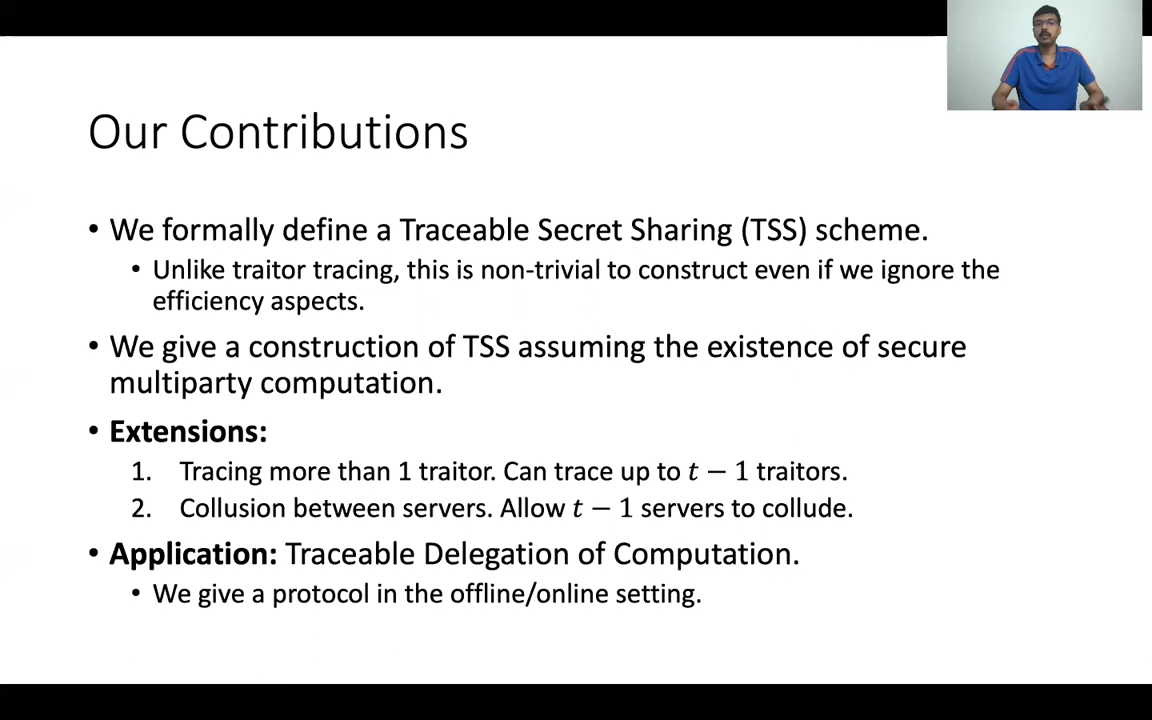 Our Contributions
• We formally define a Traceable Secret Sharing (TSS) scheme.
• Unlike traitor tracing, this is non-trivial to construct even if we ignore the
efficiency aspects.
• We give a construction of TSS assuming the existence of secure
multiparty computation.
• Extensions:
1. Tracing more than 1 traitor. Can trace up to t − 1 traitors.
2. Collusion between servers. Allow t − 1 servers to collude.
• Application: Traceable Delegation of Computation.
• We give a protocol in the offline/online setting.